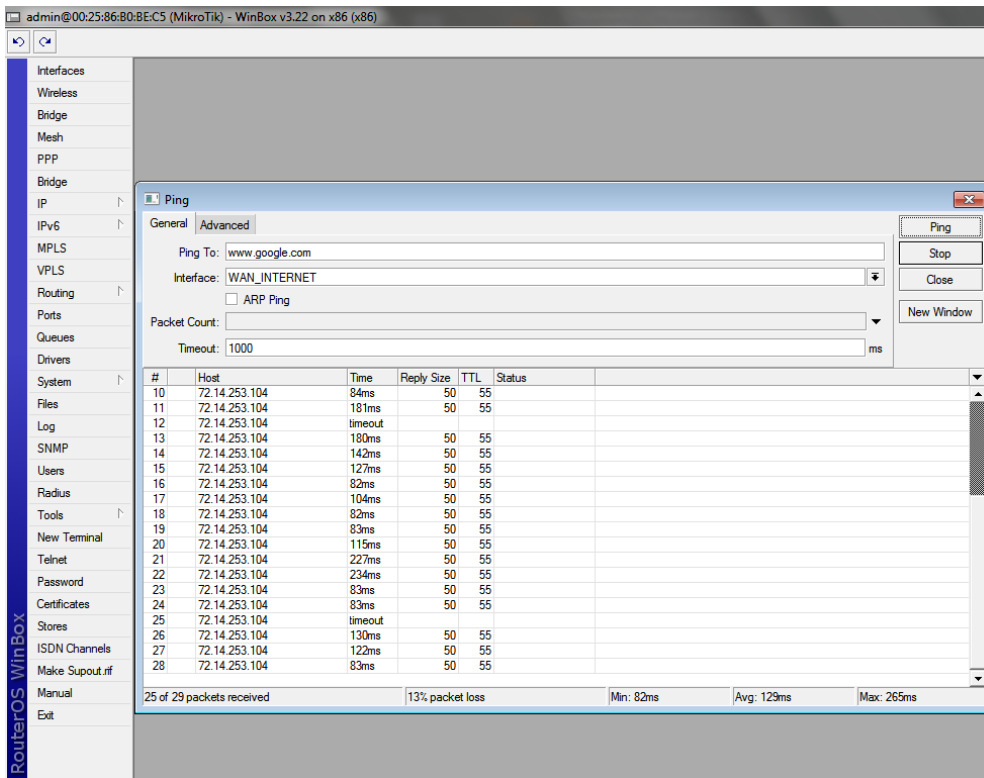 admin@00:25:86:B0:BE:C5 (MikroTik) - WinBox v3.22 on x86 (x86)
Interfaces
Wireless
Bridge
Mesh
PPP
Bridge
IP
IPv6
MPLS
VPLS
Routing
Ports
Queues
Drivers
System
Files
Log
SNMP
Users
Radius
Tools
New Terminal
Telnet
Password
Certificates
Stores
ISDN Channels
Make Supout.rif
Manual
Exit
RouterOS WinBox
Ping
General Advanced
Ping To: www.google.com
Interface: WAN_INTERNET
ARP Ping
Packet Count:
Timeout: 1000 ms
Ping
Stop
Close
New Window
# Host Time Reply Size TTL Status
10 72.14.253.104 84ms 50 55
11 72.14.253.104 181ms 50 55
12 72.14.253.104 timeout
13 72.14.253.104 180ms 50 55
14 72.14.253.104 142ms 50 55
15 72.14.253.104 127ms 50 55
16 72.14.253.104 82ms 50 55
17 72.14.253.104 104ms 50 55
18 72.14.253.104 82ms 50 55
19 72.14.253.104 83ms 50 55
20 72.14.253.104 115ms 50 55
21 72.14.253.104 227ms 50 55
22 72.14.253.104 234ms 50 55
23 72.14.253.104 83ms 50 55
24 72.14.253.104 83ms 50 55
25 72.14.253.104 timeout
26 72.14.253.104 130ms 50 55
27 72.14.253.104 122ms 50 55
28 72.14.253.104 83ms 50 55
25 of 29 packets received 13% packet loss Min: 82ms Avg: 129ms Max: 265ms